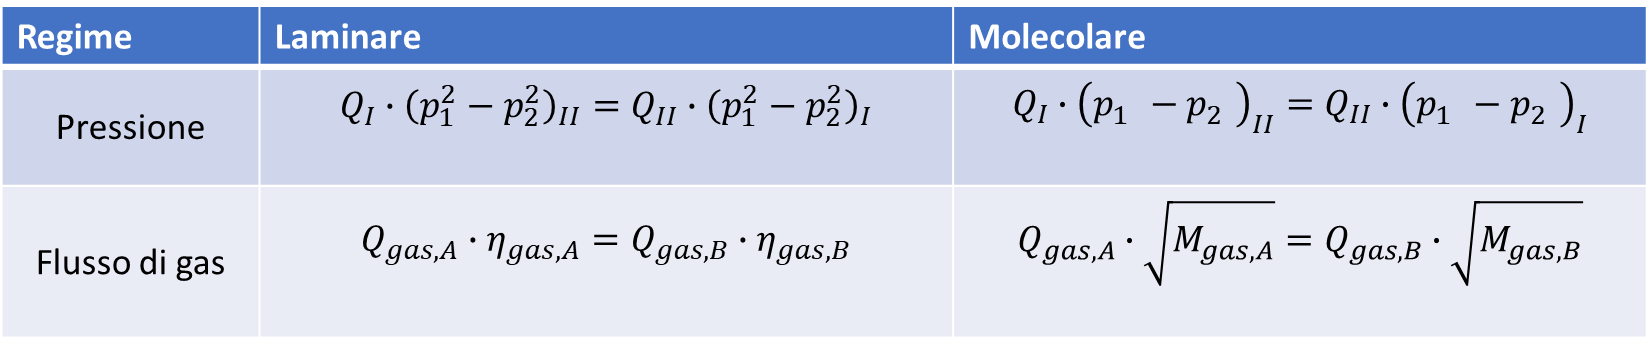 Regime Laminare Molecolare
Pressione Q_I · (p_1^2 − p_2^2)_II = Q_II · (p_1^2 − p_2^2)_I Q_I · (p_1 − p_2)_II = Q_II · (p_1 − p_2)_I
Flusso di gas Q_gas,A · η_gas,A = Q_gas,B · η_gas,B Q_gas,A · √M_gas,A = Q_gas,B · √M_gas,B